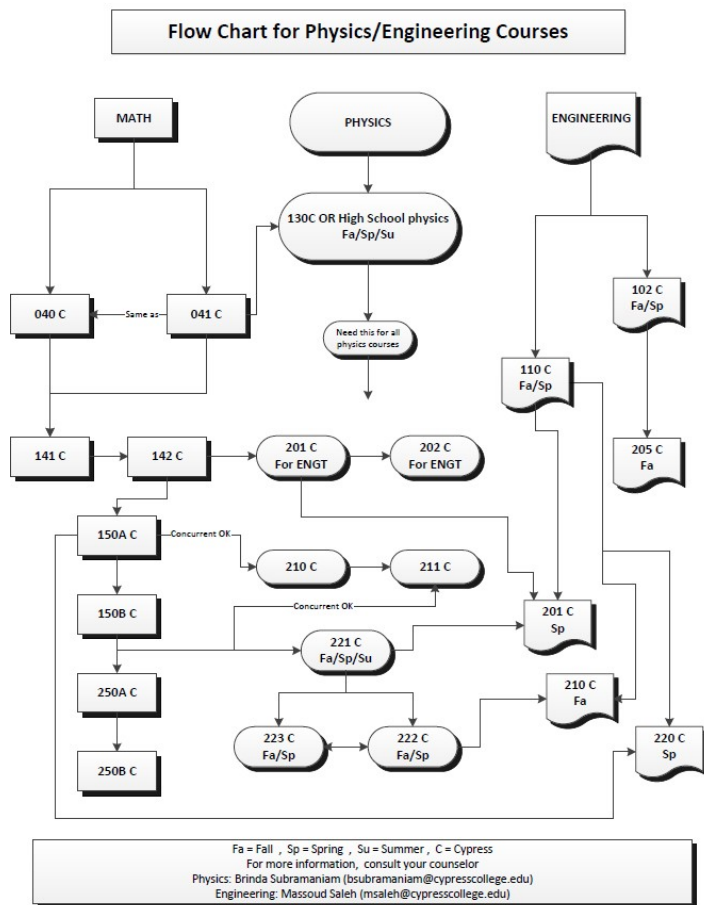 Flow Chart for Physics/Engineering Courses
MATH
PHYSICS
ENGINEERING
130C OR High School physics
Fa/Sp/Su
040 C
Same as
041 C
102 C
Fa/Sp
Need this for all
physics courses
110 C
Fa/Sp
141 C
142 C
201 C
For ENGT
202 C
For ENGT
205 C
Fa
150A C
Concurrent OK
210 C
211 C
150B C
Concurrent OK
201 C
Sp
221 C
Fa/Sp/Su
250A C
210 C
Fa
223 C
Fa/Sp
222 C
Fa/Sp
220 C
Sp
250B C
Fa = Fall , Sp = Spring , Su = Summer , C = Cypress
For more information, consult your counselor
Physics: Brinda Subramaniam (bsubramaniam@cypresscollege.edu)
Engineering: Massoud Saleh (msaleh@cypresscollege.edu)